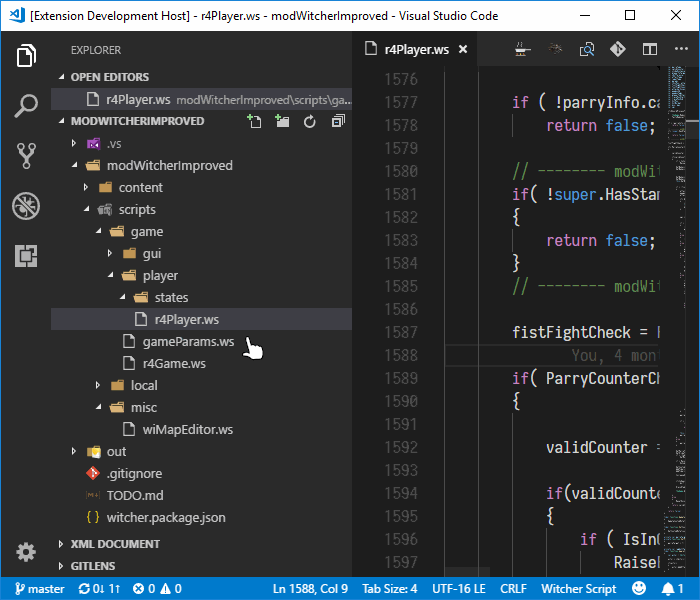 [Extension Development Host] - r4Player.ws - modWitcherImproved - Visual Studio Code
EXPLORER
OPEN EDITORS
r4Player.ws modWitcherImproved\scripts\ga...
MODWITCHERIMPROVED
.vs
modWitcherImproved
content
scripts
game
gui
player
states
r4Player.ws
gameParams.ws
r4Game.ws
local
misc
wiMapEditor.ws
out
.gitignore
TODO.md
witcher.package.json
XML DOCUMENT
GITLENS
r4Player.ws
1576
1577 if ( !parryInfo.ca
1578 return false;
1579
1580 // -------- modWit
1581 if( !super.HasStam
1582 {
1583 return false;
1584 }
1585 // -------- modWit
1586
1587 fistFightCheck =
1588 You, 4 mont
1589 if( ParryCounterCh
1590 {
1591
1592 validCounter =
1593
1594 if(validCounte
1595 {
1596 if ( IsInC
1597 Raise
master 0↓ 1↑ 0 0 Ln 1588, Col 9 Tab Size: 4 UTF-16 LE CRLF Witcher Script 1